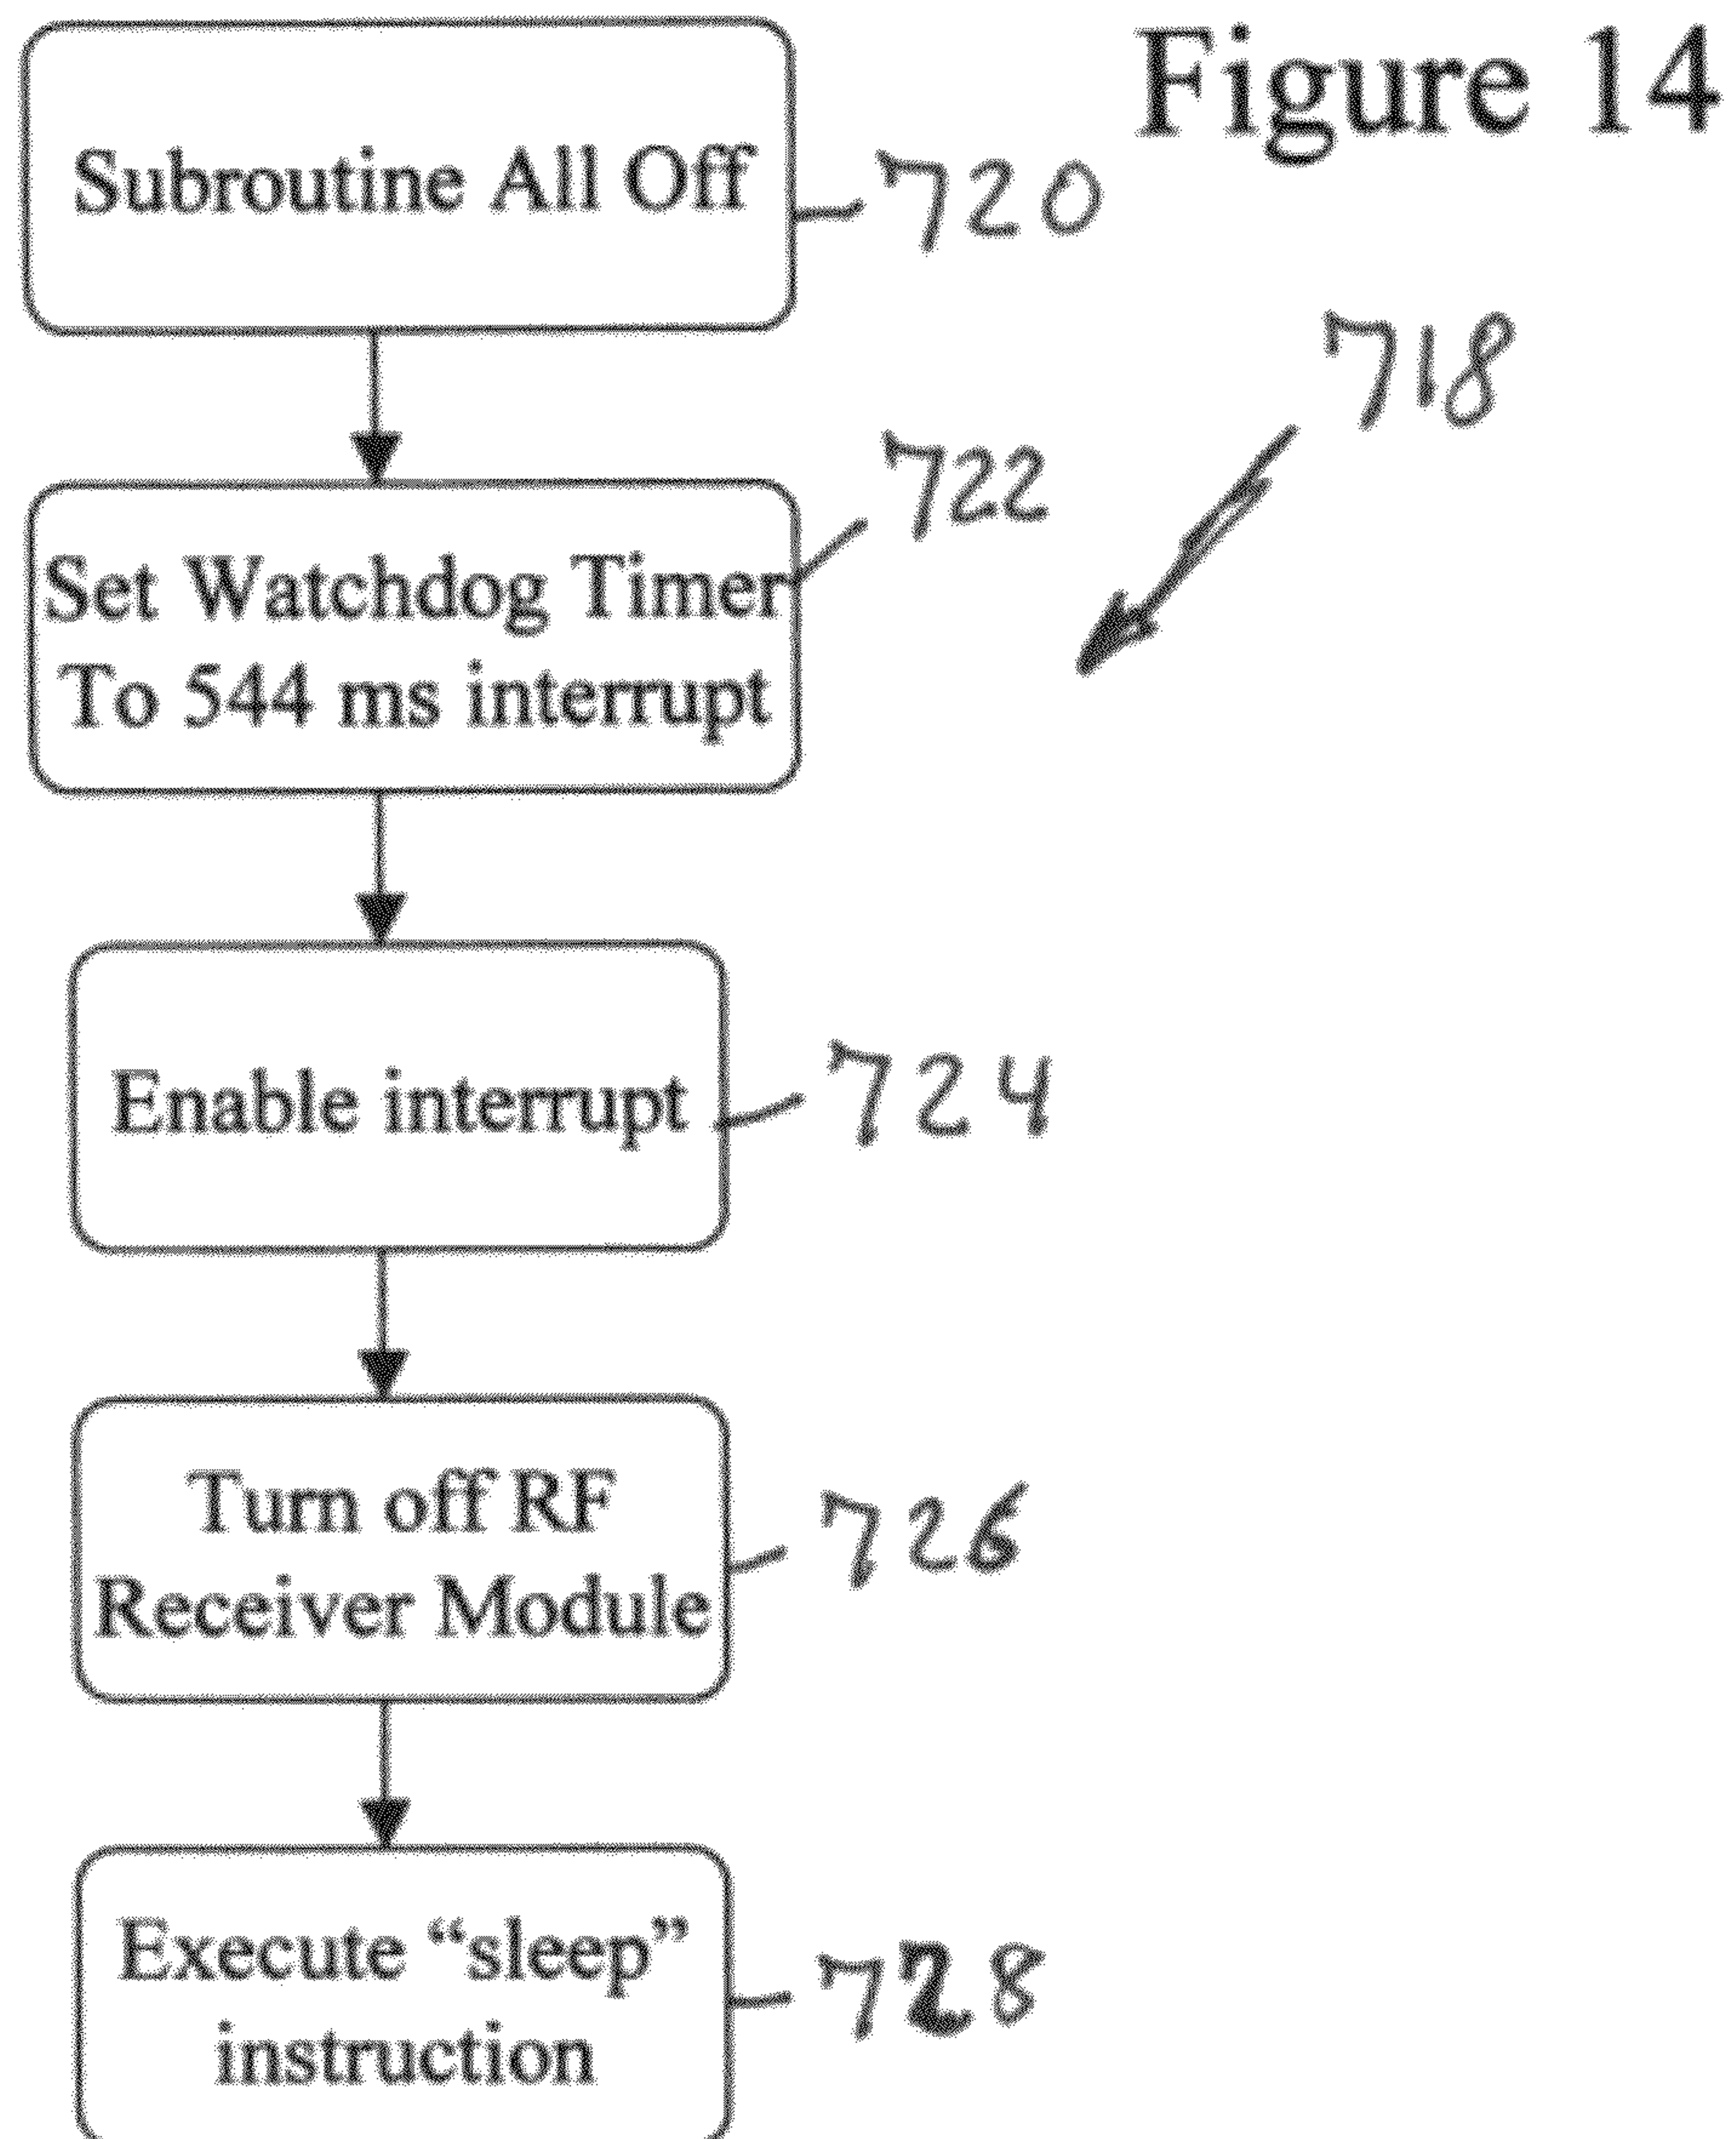 Figure 14
Subroutine All Off
720
718
722
Set Watchdog Timer
To 544 ms interrupt
Enable interrupt
724
Turn off RF
Receiver Module
726
Execute “sleep”
instruction
728